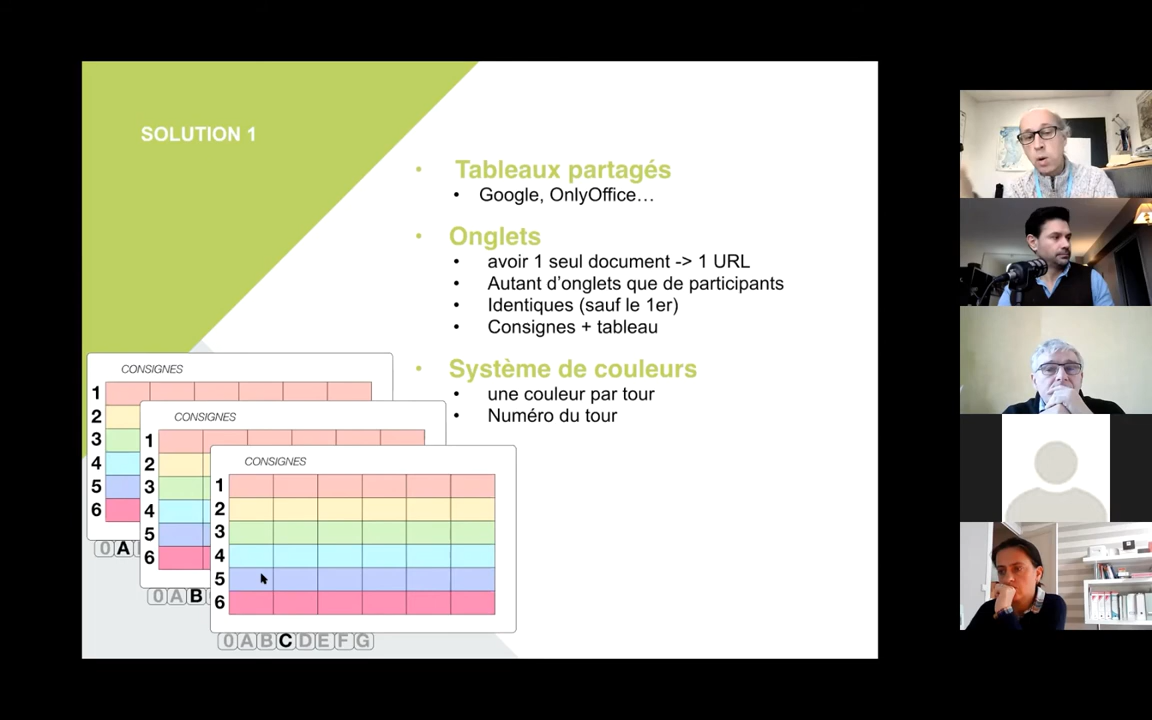 SOLUTION 1
• Tableaux partagés
• Google, OnlyOffice…
• Onglets
• avoir 1 seul document -> 1 URL
• Autant d'onglets que de participants
• Identiques (sauf le 1er)
• Consignes + tableau
• Système de couleurs
• une couleur par tour
• Numéro du tour
CONSIGNES
1
2
3
4
5
6
0 A
CONSIGNES
1
2
3
4
5
6
0 A B
CONSIGNES
1
2
3
4
5
6
0 A B C D E F G